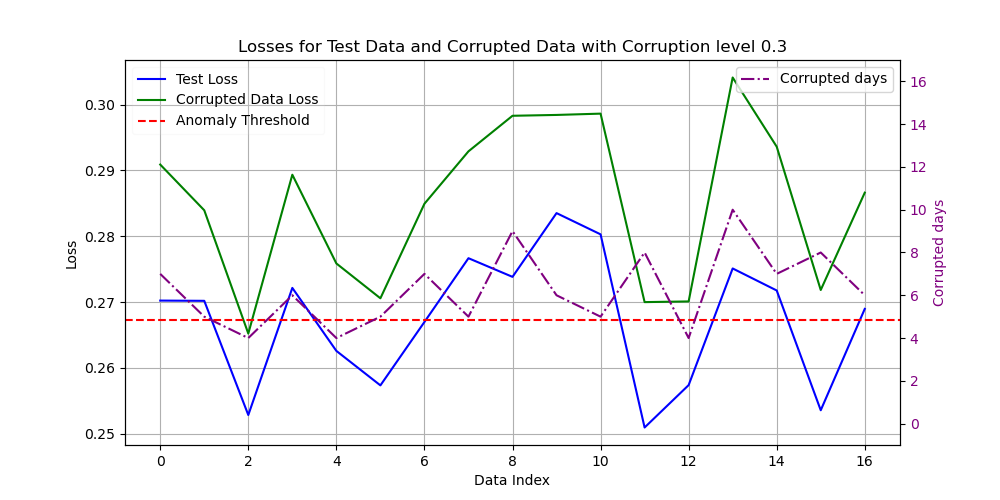 Losses for Test Data and Corrupted Data with Corruption level 0.3
Test Loss
Corrupted Data Loss
Anomaly Threshold
Corrupted days
0.30
0.29
0.28
0.27
0.26
0.25
Loss
16
14
12
10
8
6
4
2
0
Corrupted days
0 2 4 6 8 10 12 14 16
Data Index